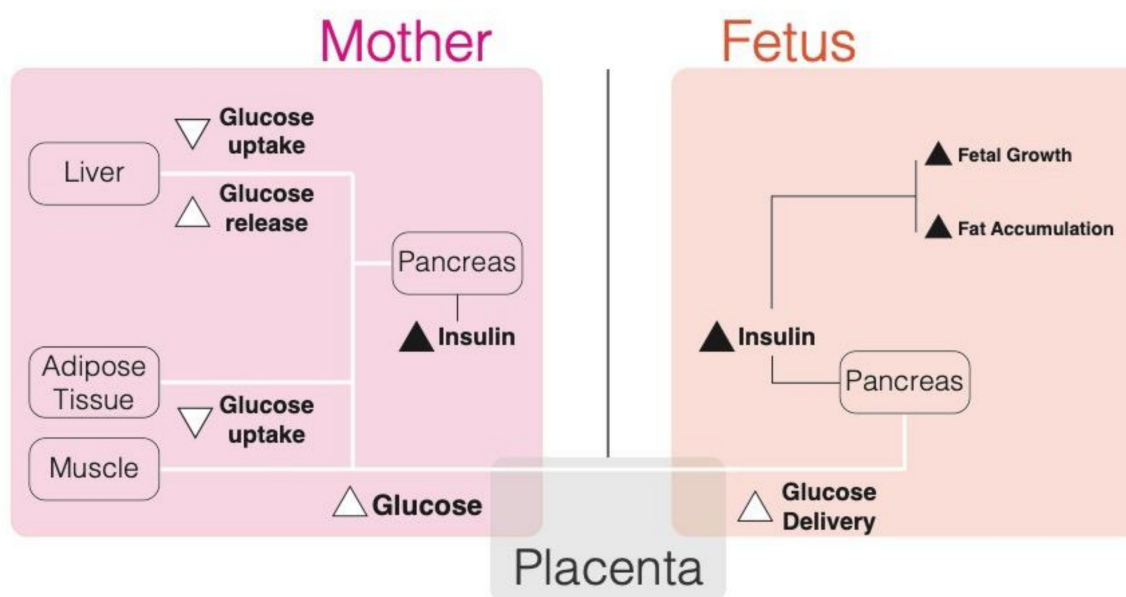 Mother
Fetus
Glucose
uptake
Liver
Glucose
release
Pancreas
Insulin
Adipose
Tissue
Glucose
uptake
Muscle
Glucose
Fetal Growth
Fat Accumulation
Insulin
Pancreas
Glucose
Delivery
Placenta